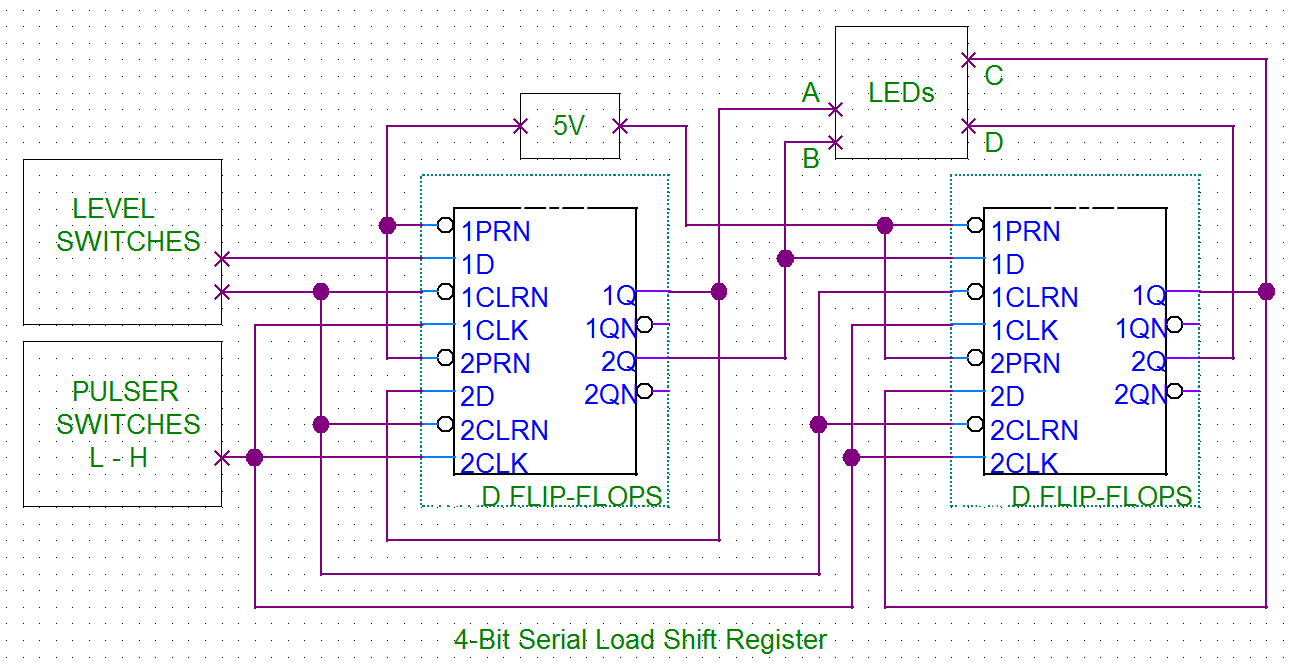 LEVEL
SWITCHES
PULSER
SWITCHES
L - H
5V
A
B
LEDs
C
D
1PRN
1D
1CLRN
1CLK
2PRN
2D
2CLRN
2CLK
1Q
1QN
2Q
2QN
D FLIP-FLOPS
1PRN
1D
1CLRN
1CLK
2PRN
2D
2CLRN
2CLK
1Q
1QN
2Q
2QN
D FLIP-FLOPS
4-Bit Serial Load Shift Register